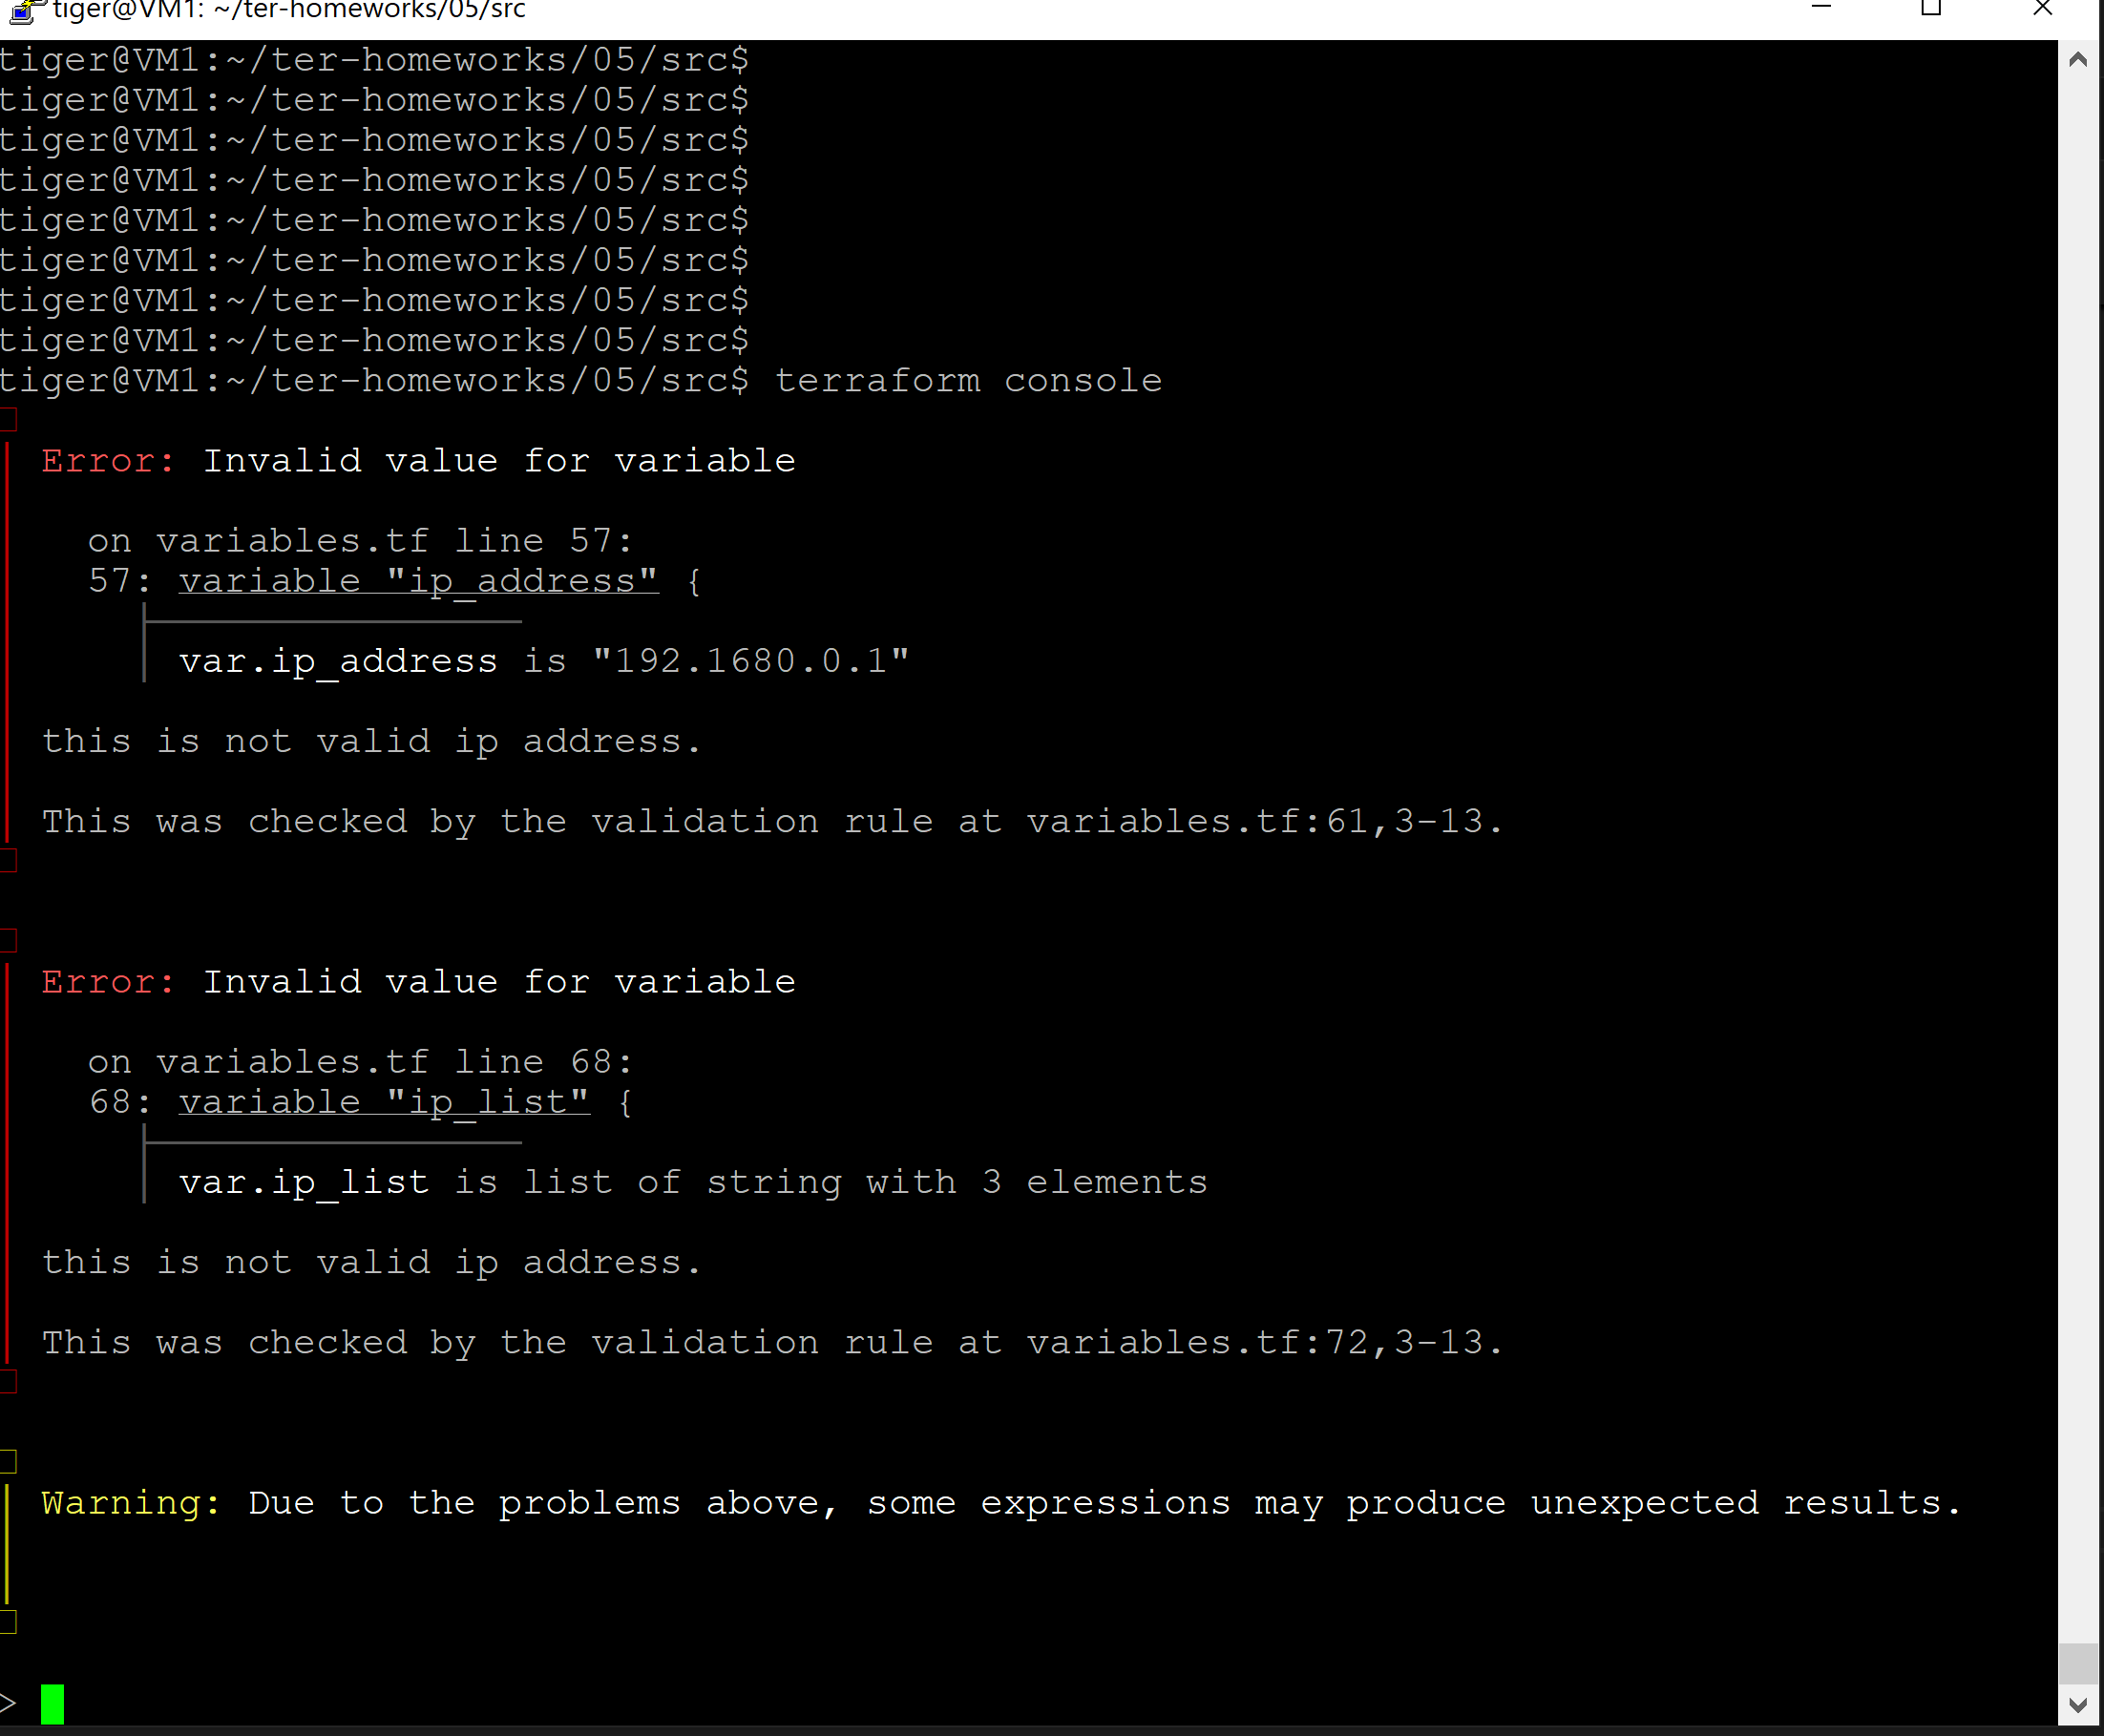 tiger@VM1: ~/ter-homeworks/05/src
tiger@VM1:~/ter-homeworks/05/src$
tiger@VM1:~/ter-homeworks/05/src$
tiger@VM1:~/ter-homeworks/05/src$
tiger@VM1:~/ter-homeworks/05/src$
tiger@VM1:~/ter-homeworks/05/src$
tiger@VM1:~/ter-homeworks/05/src$
tiger@VM1:~/ter-homeworks/05/src$
tiger@VM1:~/ter-homeworks/05/src$
tiger@VM1:~/ter-homeworks/05/src$ terraform console
Error: Invalid value for variable
on variables.tf line 57:
57: variable "ip_address" {
var.ip_address is "192.1680.0.1"
this is not valid ip address.
This was checked by the validation rule at variables.tf:61,3-13.
Error: Invalid value for variable
on variables.tf line 68:
68: variable "ip_list" {
var.ip_list is list of string with 3 elements
this is not valid ip address.
This was checked by the validation rule at variables.tf:72,3-13.
Warning: Due to the problems above, some expressions may produce unexpected results.
>